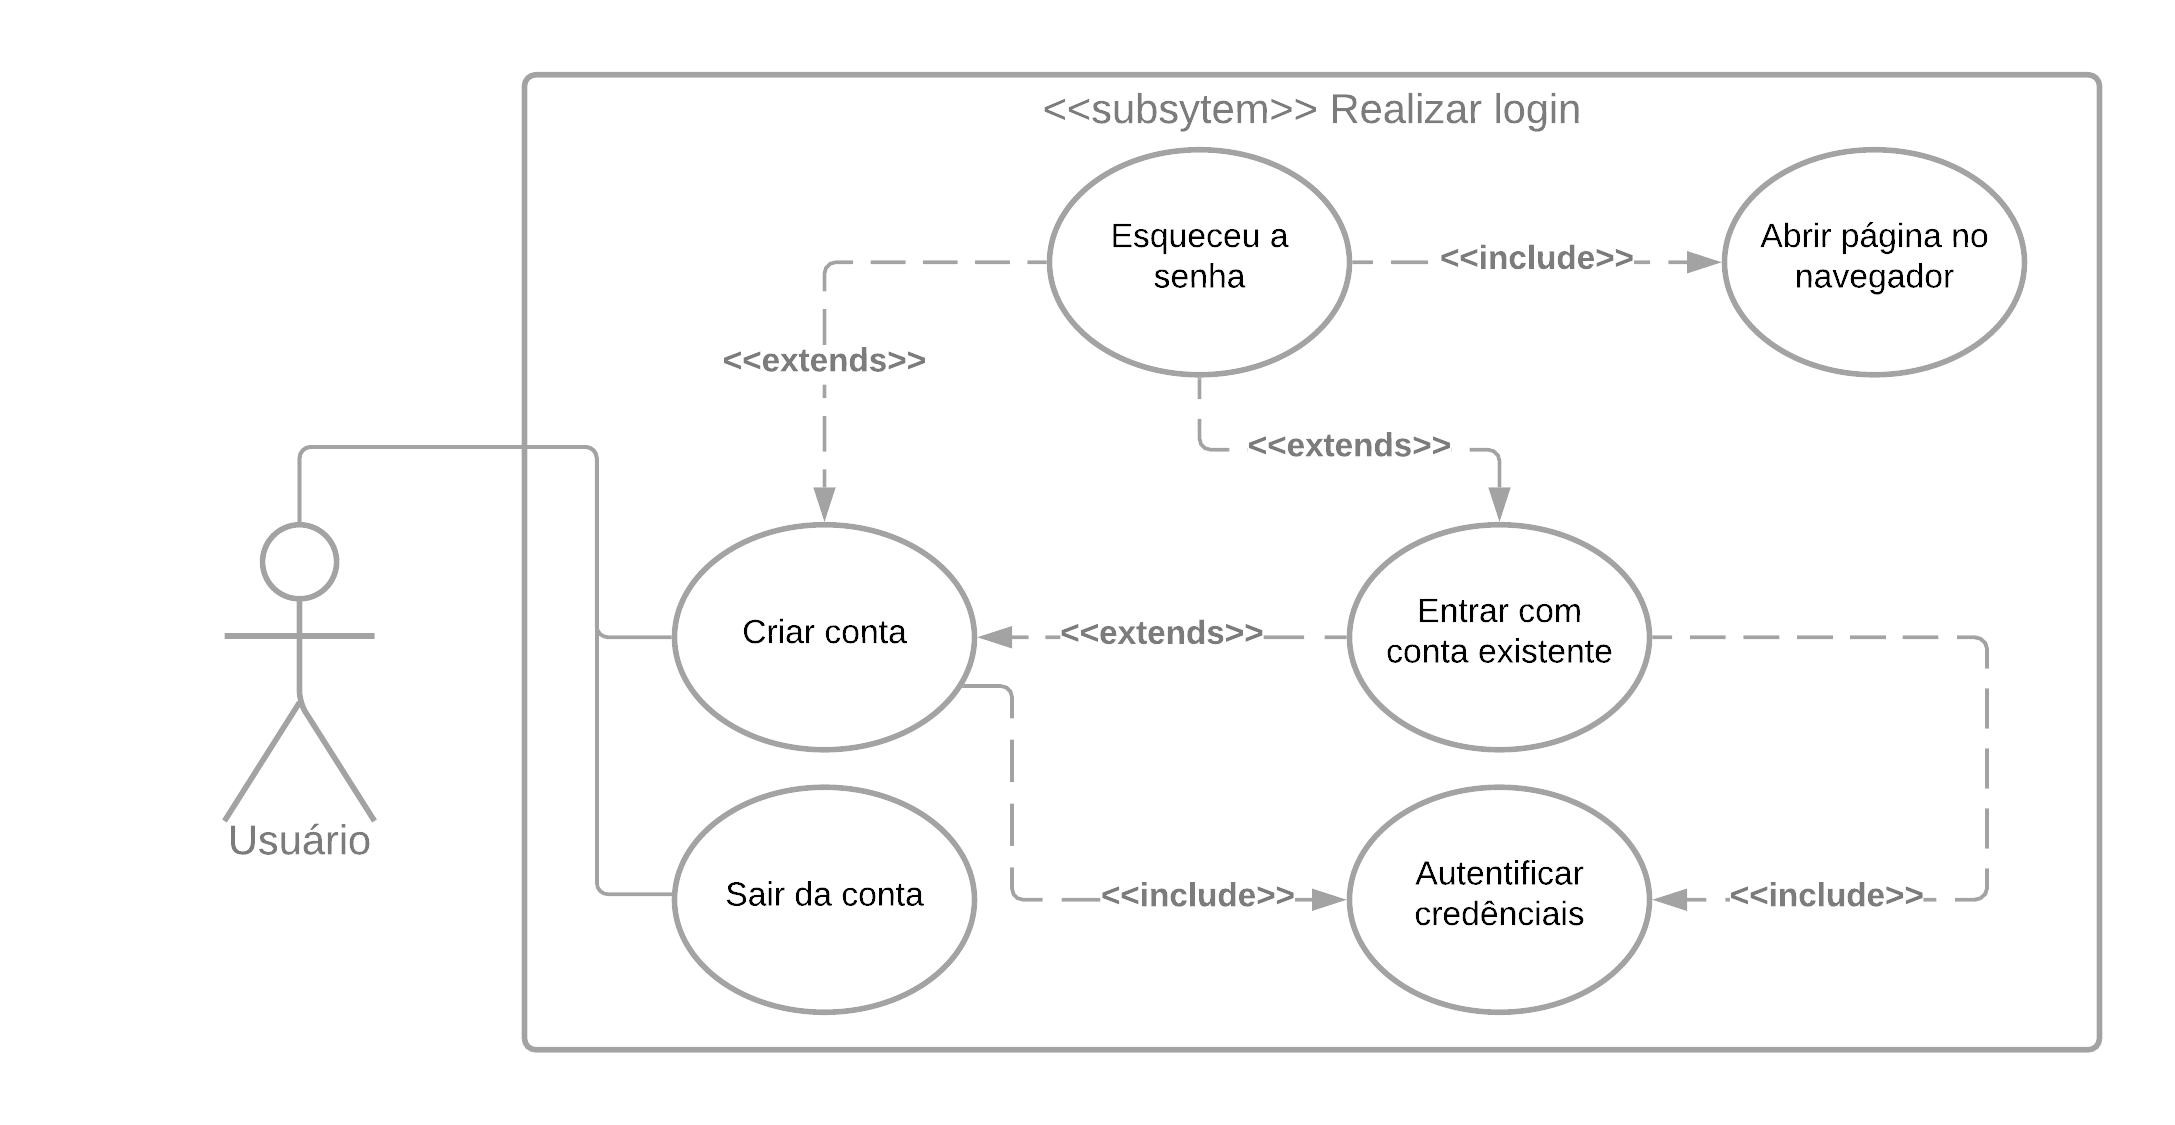 <<subsytem>> Realizar login
Esqueceu a
senha
<<include>>
Abrir página no
navegador
<<extends>>
<<extends>>
Criar conta
<<extends>>
Entrar com
conta existente
Usuário
Sair da conta
<<include>>
Autentificar
credênciais
<<include>>